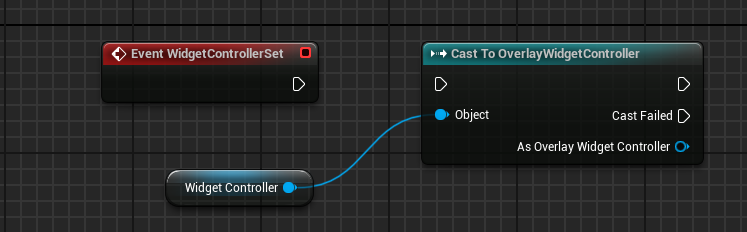 Event WidgetControllerSet
Cast To OverlayWidgetController
Object
Cast Failed
As Overlay Widget Controller
Widget Controller